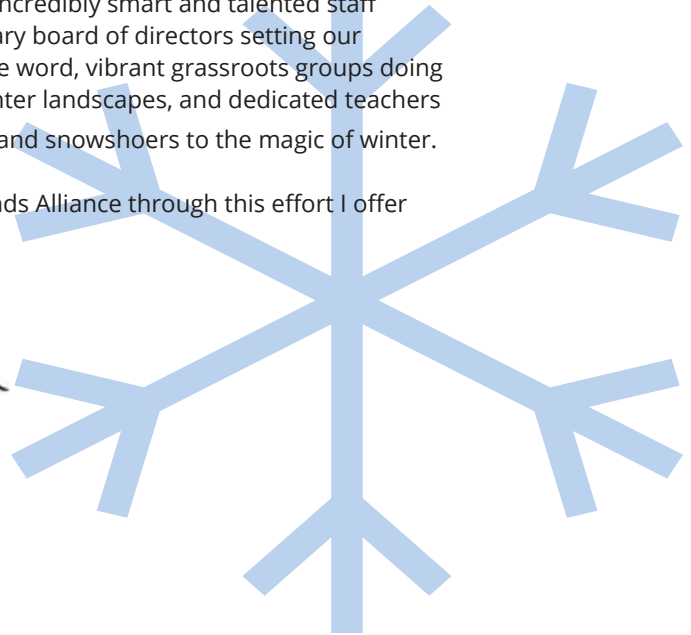 incredibly smart and talented staff
ary board of directors setting our
e word, vibrant grassroots groups doing
nter landscapes, and dedicated teachers
and snowshoers to the magic of winter.
ds Alliance through this effort I offer